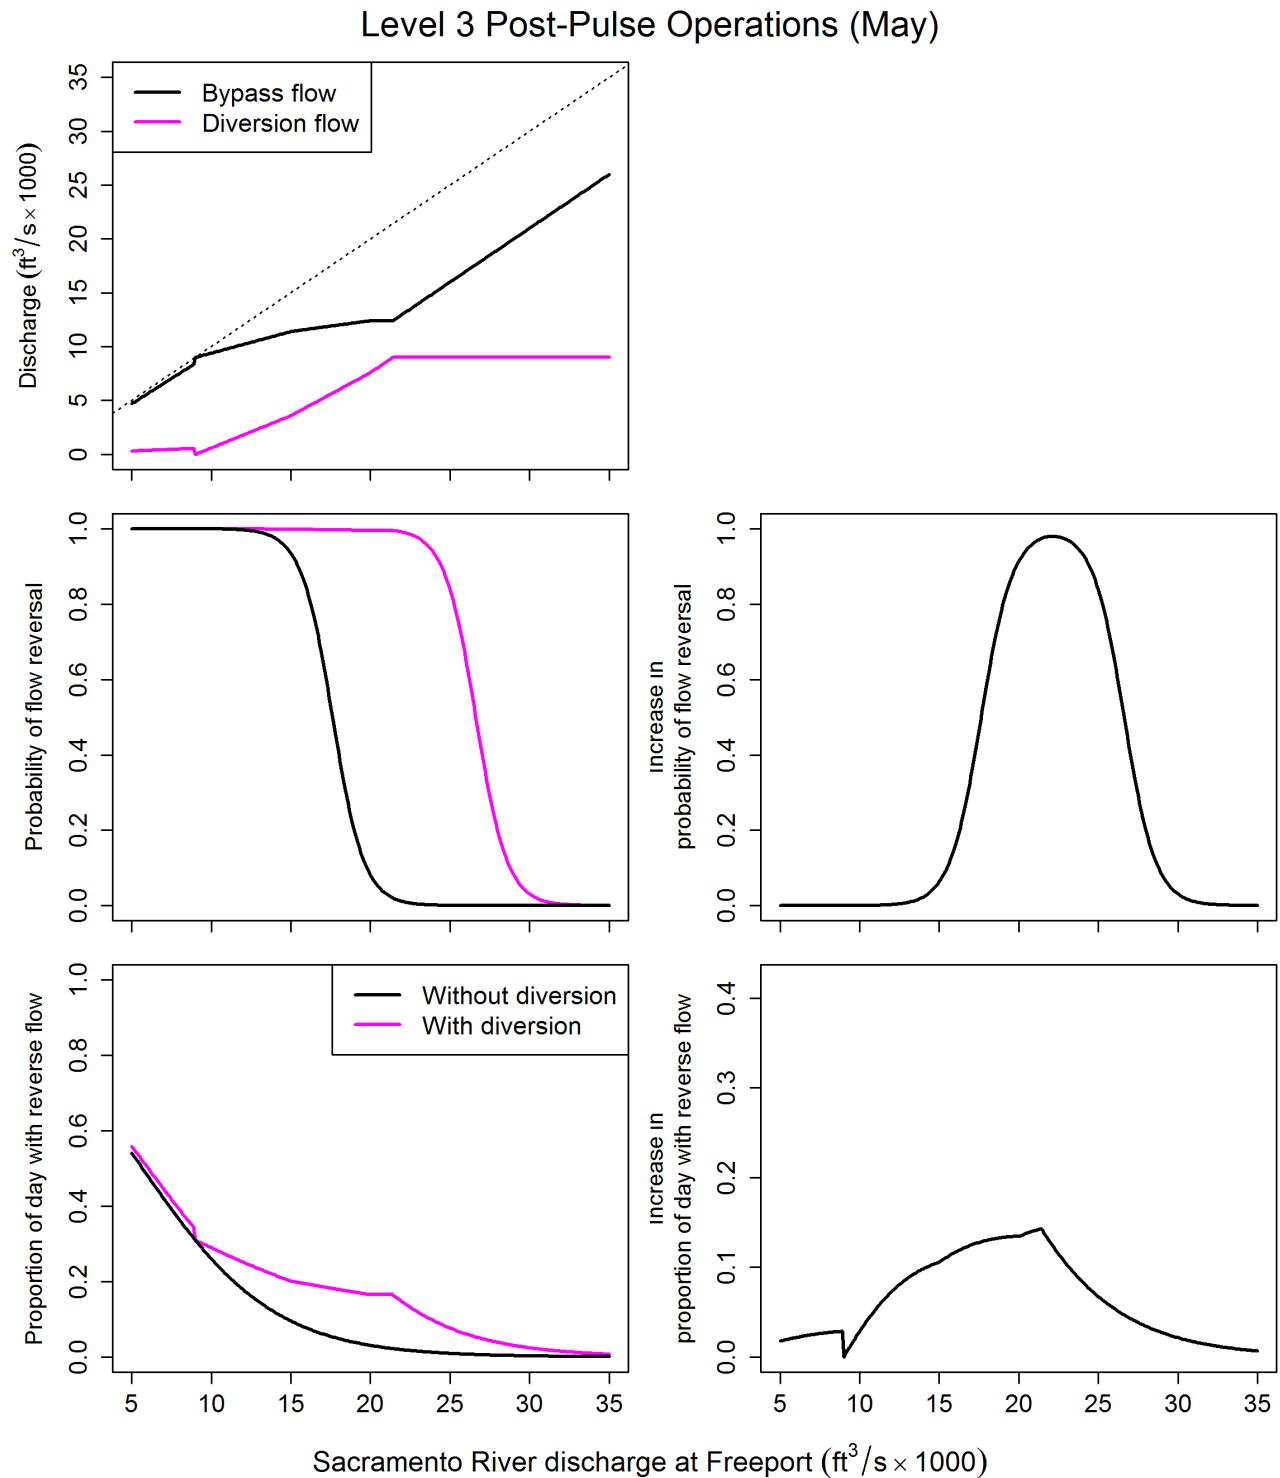 Level 3 Post-Pulse Operations (May)
Bypass flow
Diversion flow
Discharge (ft³/s × 1000)
0 5 10 15 20 25 30 35
Probability of flow reversal
0.0 0.2 0.4 0.6 0.8 1.0
Increase in
probability of flow reversal
0.0 0.2 0.4 0.6 0.8 1.0
Without diversion
With diversion
Proportion of day with reverse flow
0.0 0.2 0.4 0.6 0.8 1.0
5 10 15 20 25 30 35
Increase in
proportion of day with reverse flow
0.0 0.1 0.2 0.3 0.4
5 10 15 20 25 30 35
Sacramento River discharge at Freeport (ft³/s × 1000)